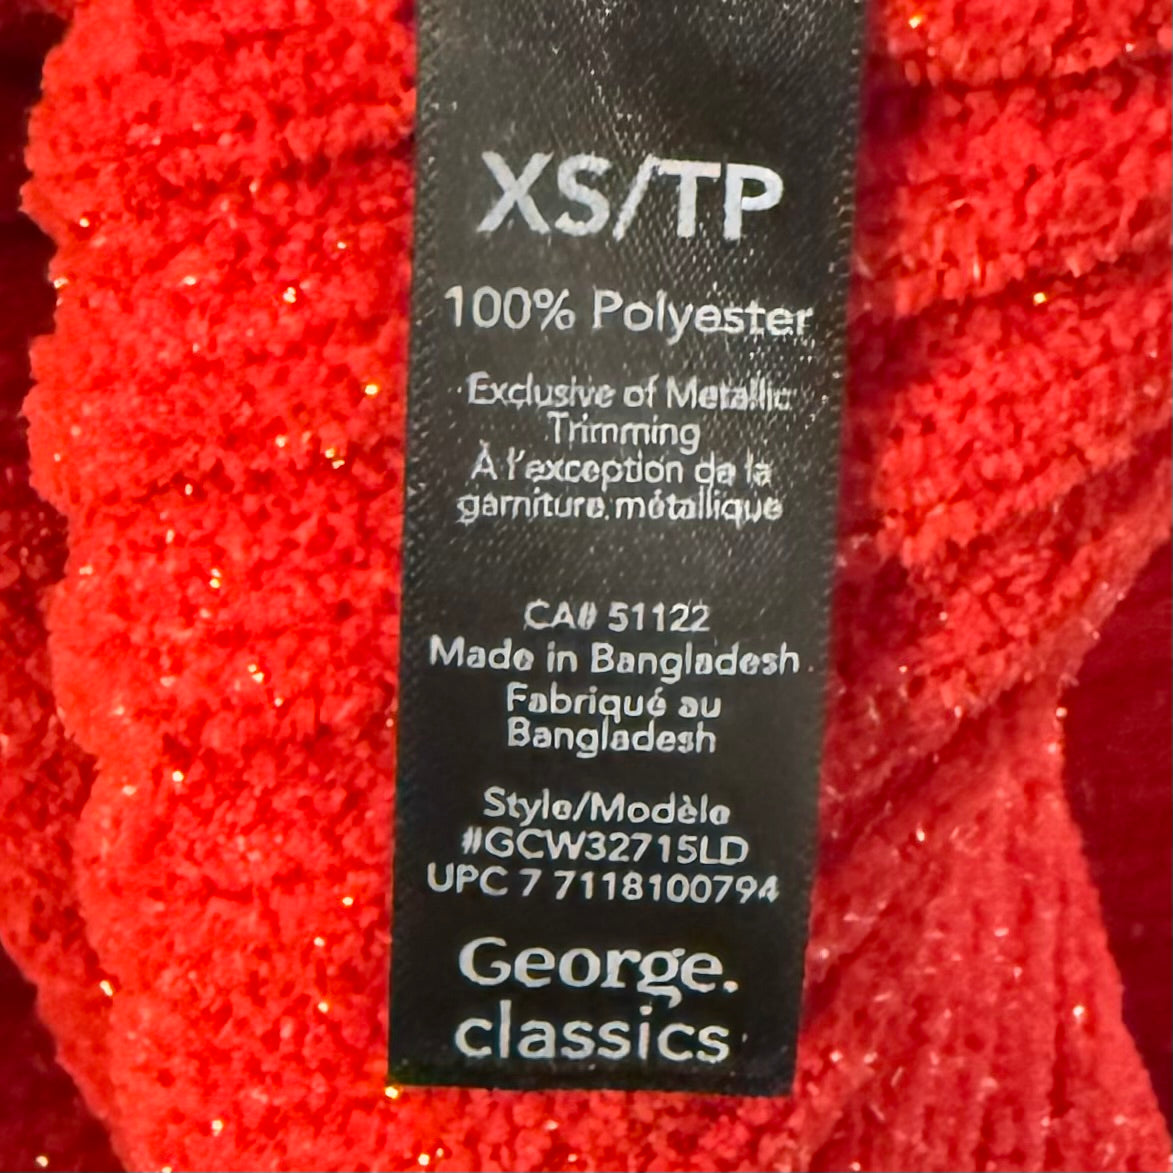 XS/TP
100% Polyester
Exclusive of Metallic
Trimming
À l'exception de la
garniture métallique
CA# 51122
Made in Bangladesh
Fabriqué au
Bangladesh
Style/Modèle
#GCW32715LD
UPC 7 7118100794
George.
classics